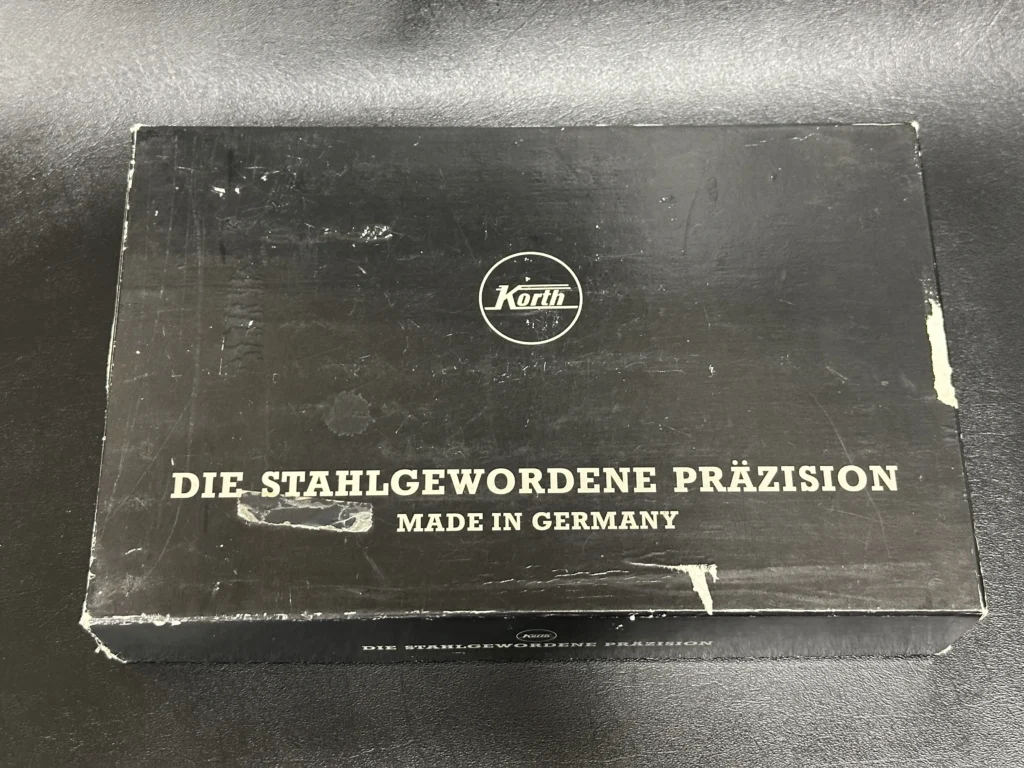 Korth
DIE STAHLGEWORDENE PRÄZISION
MADE IN GERMANY
Korth
DIE STAHLGEWORDENE PRÄZISION